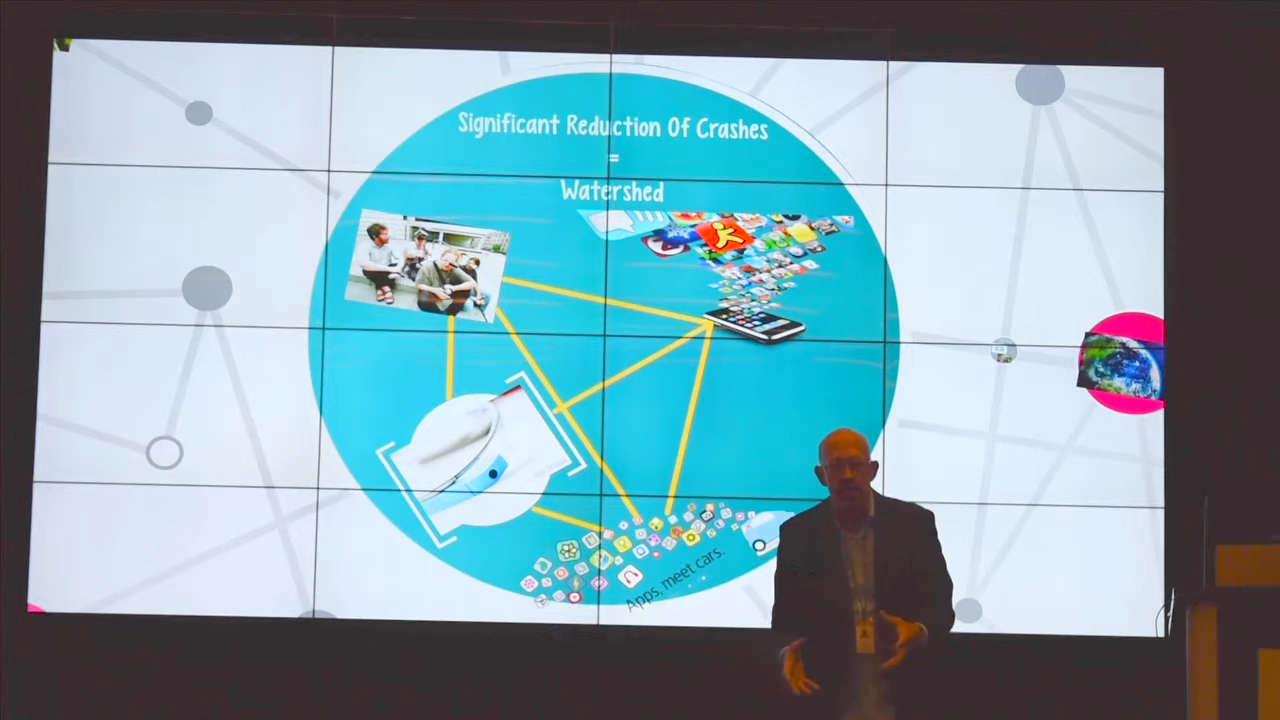 Significant Reduction Of Crashes
=
Watershed
Apps, meet cars.